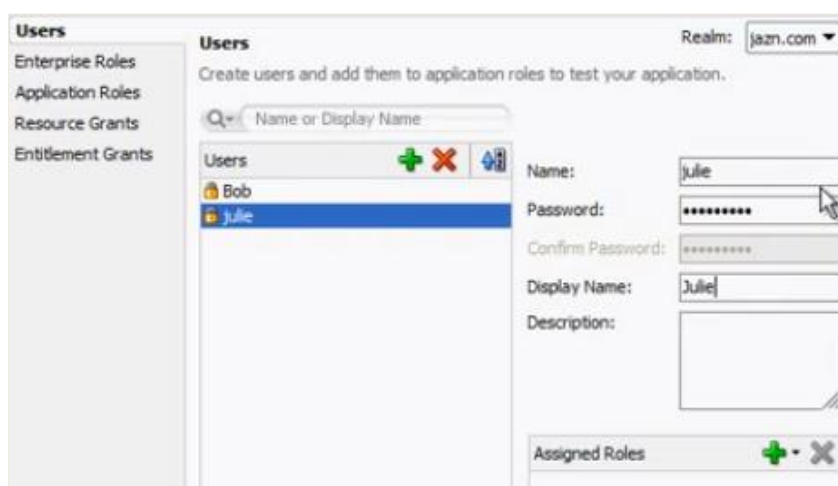 Users
Enterprise Roles
Application Roles
Resource Grants
Entitlement Grants
Users
Realm: jazn.com
Create users and add them to application roles to test your application.
Name or Display Name
Users
Bob
julie
Name: julie
Password: •••••••••
Confirm Password: •••••••••
Display Name: Julie
Description:
Assigned Roles